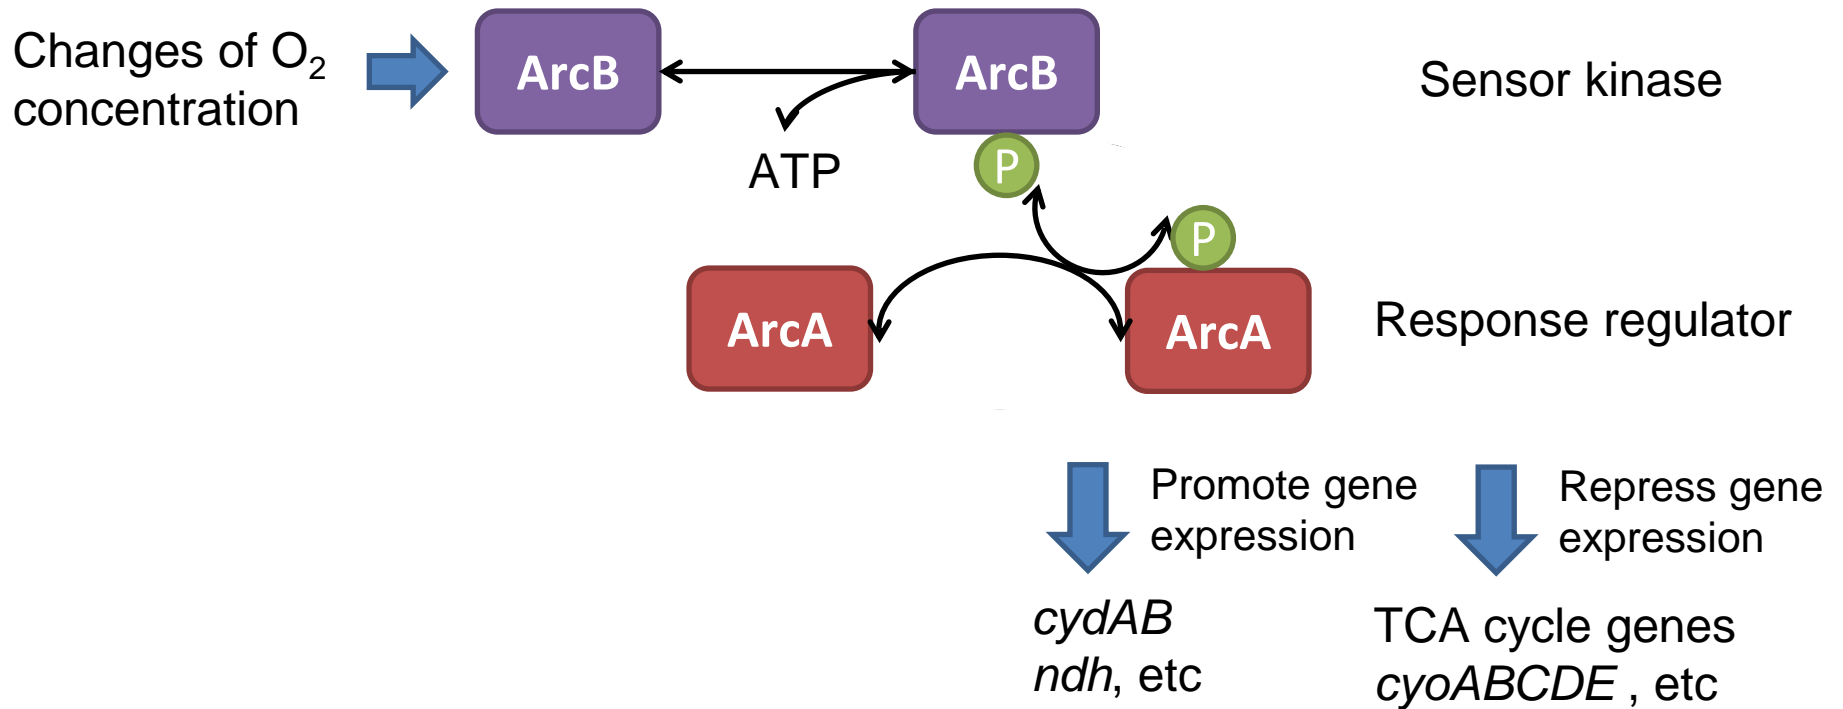 Changes of O₂
concentration
ArcB
ArcB
Sensor kinase
ATP
P
P
ArcA
ArcA
Response regulator
Promote gene
expression
Repress gene
expression
cydAB
ndh, etc
TCA cycle genes
cyoABCDE , etc